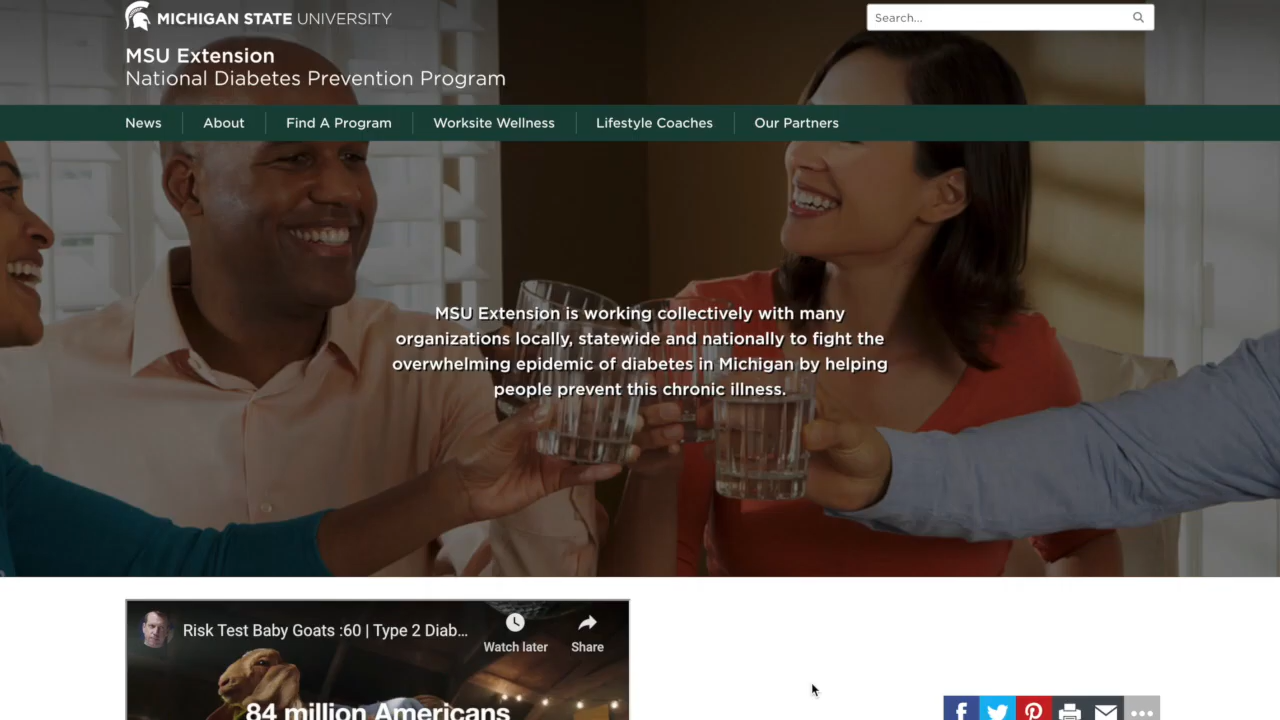 MICHIGAN STATE UNIVERSITY
Search...
MSU Extension
National Diabetes Prevention Program
News
About
Find A Program
Worksite Wellness
Lifestyle Coaches
Our Partners
MSU Extension is working collectively with many
organizations locally, statewide and nationally to fight the
overwhelming epidemic of diabetes in Michigan by helping
people prevent this chronic illness.
Risk Test Baby Goats :60 | Type 2 Diab...
Watch later
Share
84 million Americans